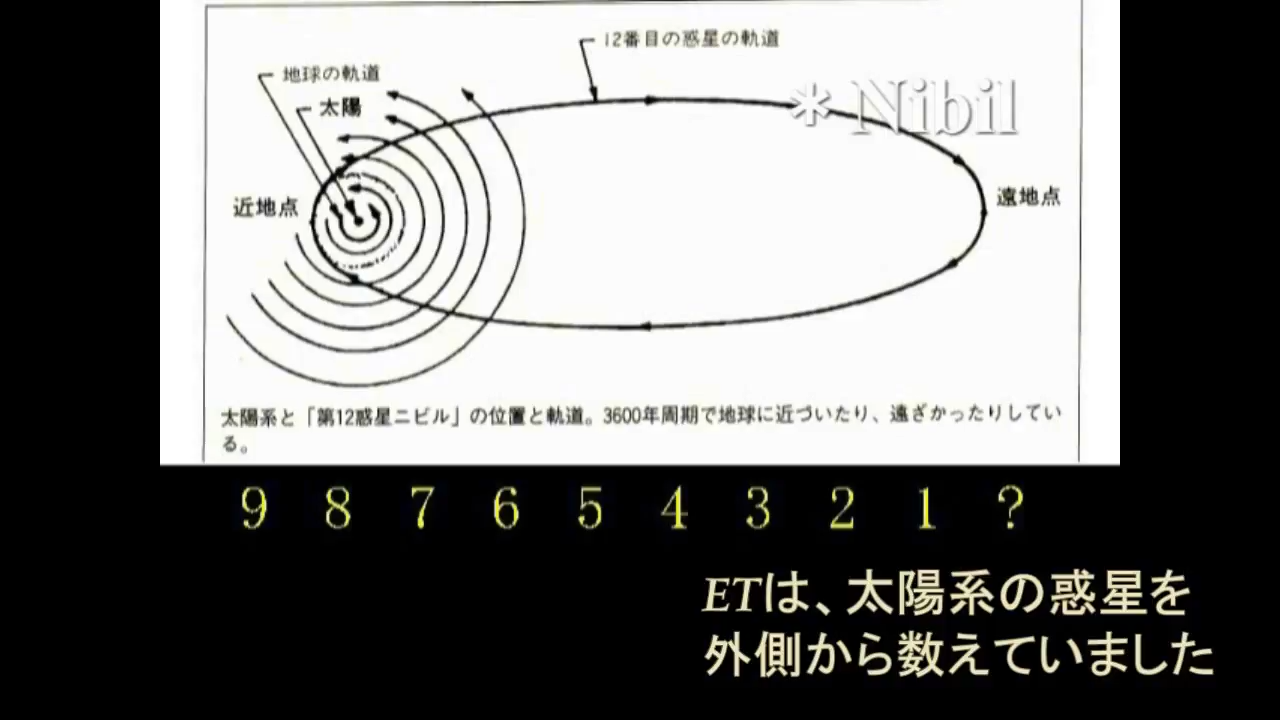 12番目の惑星の軌道
地球の軌道
* Nibil
太陽
近地点
遠地点
太陽系と「第12惑星ニビル」の位置と軌道。3600年周期で地球に近づいたり、遠ざかったりしてい
る。
9 8 7 6 5 4 3 2 1 ?
ETは、太陽系の惑星を
外側から数えていました